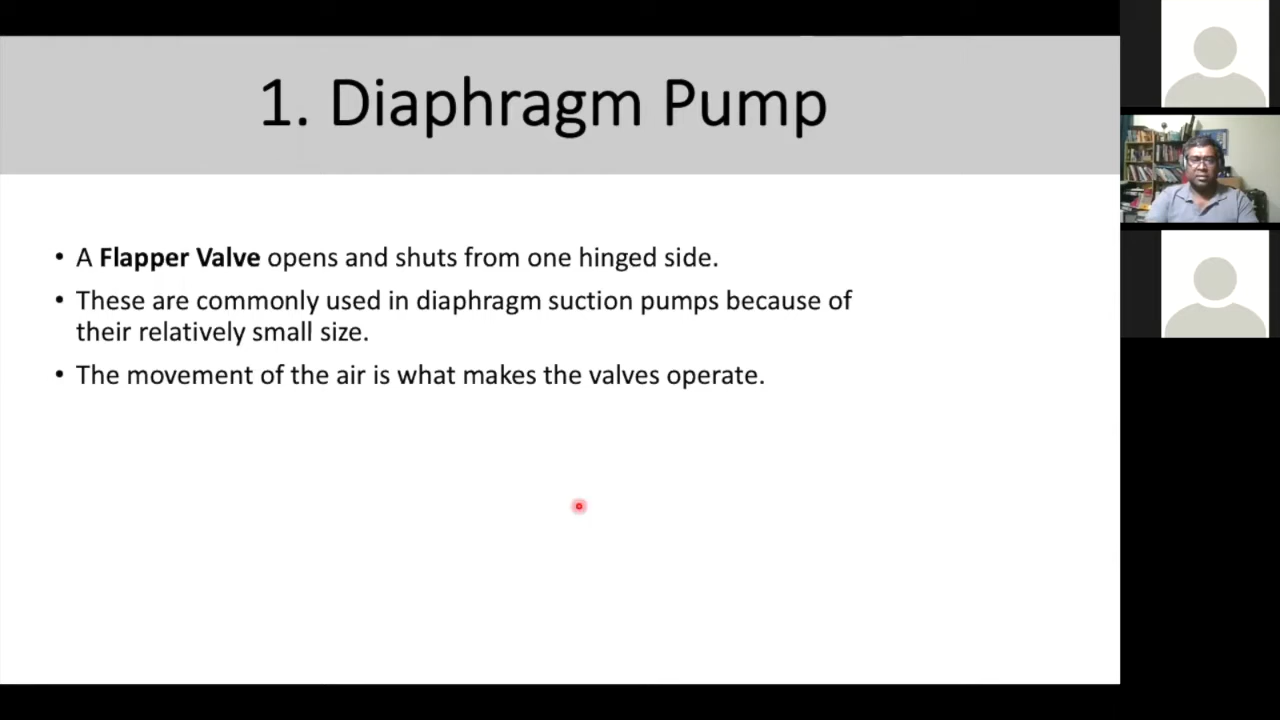 1. Diaphragm Pump
• A Flapper Valve opens and shuts from one hinged side.
• These are commonly used in diaphragm suction pumps because of
their relatively small size.
• The movement of the air is what makes the valves operate.